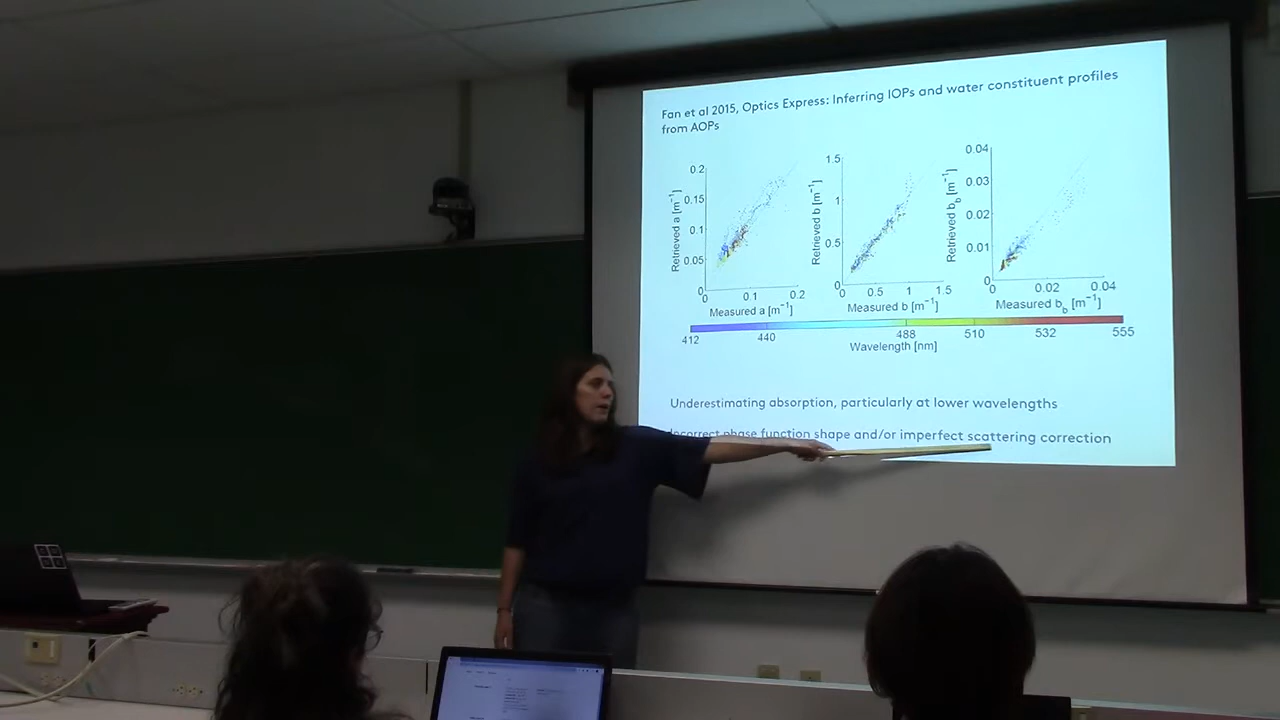 Fan et al 2015, Optics Express: Inferring IOPs and water constituent profiles
from AOPs
0.2
0.15
0.1
0.05
0
Retrieved a [m⁻¹]
0
0.1
0.2
Measured a [m⁻¹]
1.5
1
0.5
0
Retrieved b [m⁻¹]
0
0.5
1
1.5
Measured b [m⁻¹]
0.04
0.03
0.02
0.01
0
Retrieved b_b [m⁻¹]
0
0.02
0.04
Measured b_b [m⁻¹]
412
440
488
510
532
555
Wavelength [nm]
Underestimating absorption, particularly at lower wavelengths
Incorrect phase function shape and/or imperfect scattering correction